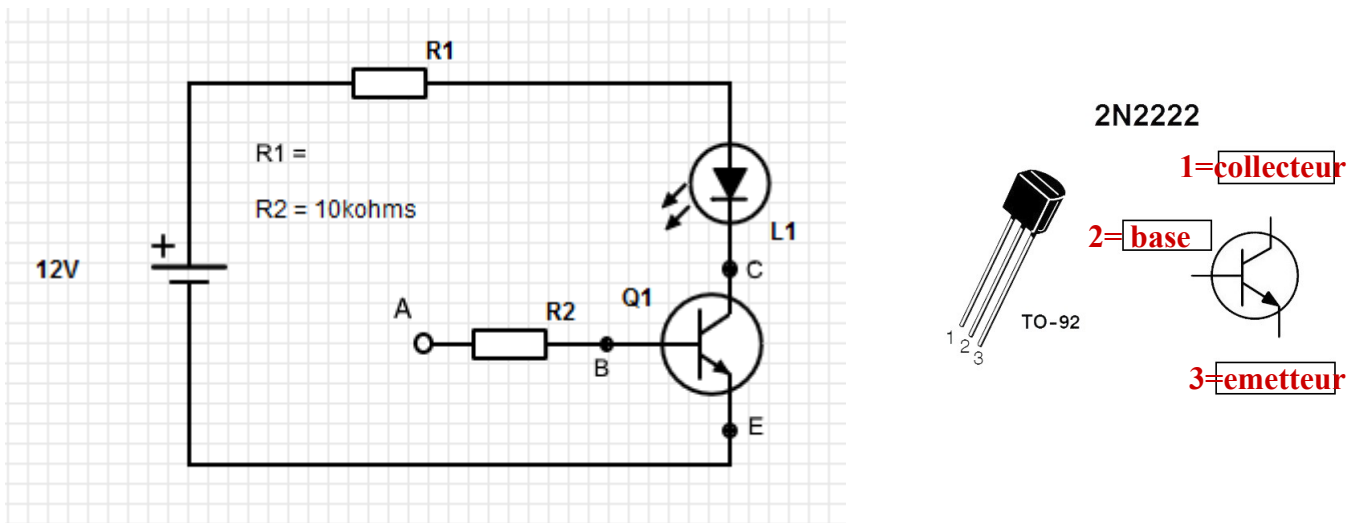 R1
R1 =
R2 = 10kohms
+
12V
L1
C
Q1
A
R2
B
E
2N2222
1=collecteur
2= base
TO-92
1
2
3
3=emetteur